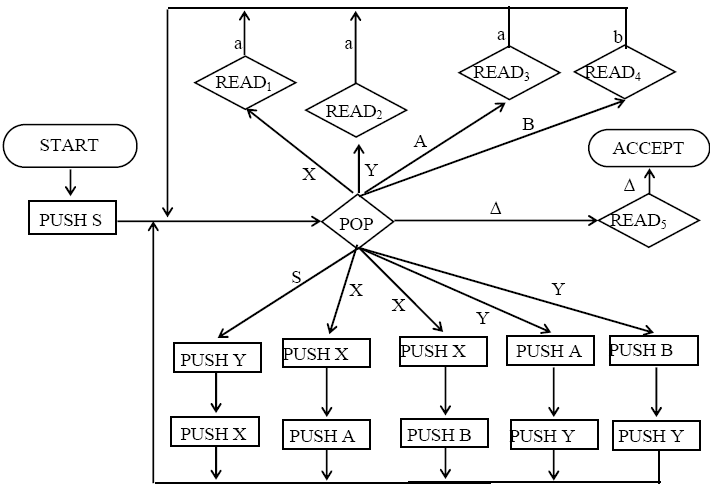 a
a
a
b
READ₁
READ₂
READ₃
READ₄
START
X
Y
A
B
ACCEPT
Δ
PUSH S
POP
Δ
READ₅
S
X
X
Y
Y
PUSH Y
PUSH X
PUSH X
PUSH A
PUSH B
PUSH X
PUSH A
PUSH B
PUSH Y
PUSH Y